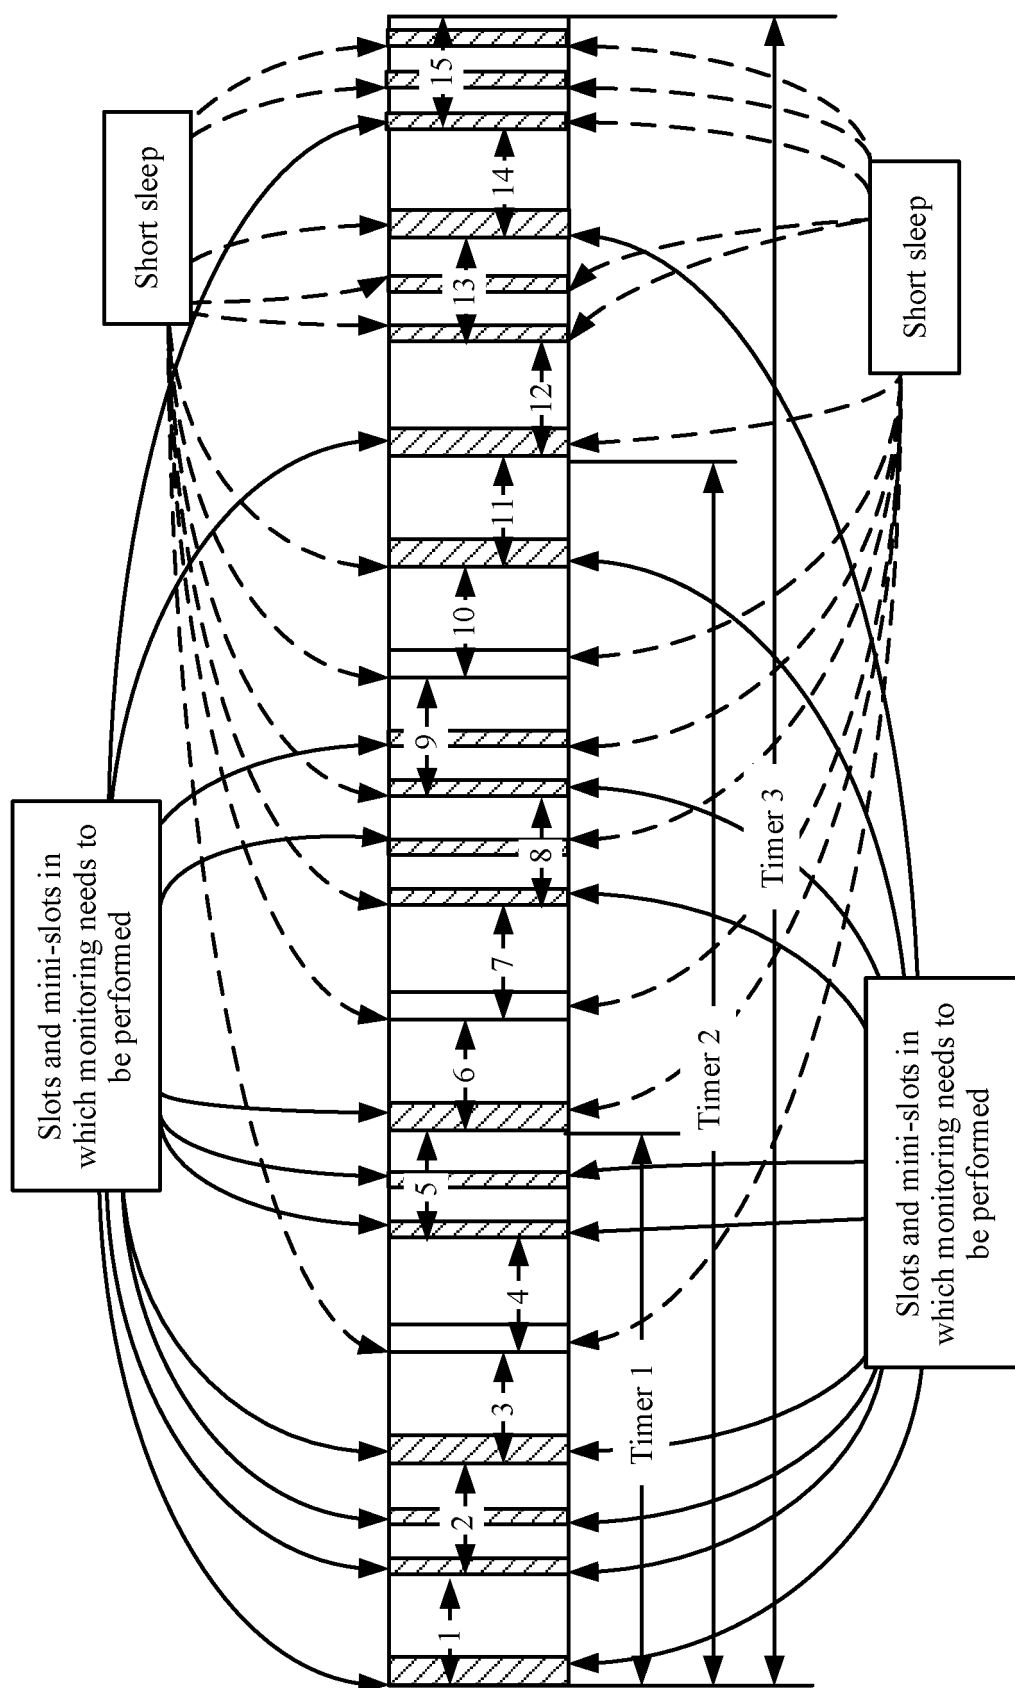 Slots and mini-slots in
which monitoring needs to
be performed
Short sleep
1
2
3
4
5
6
7
8
9
10
11
12
13
14
15
Timer 1
Timer 2
Timer 3
Slots and mini-slots in
which monitoring needs to
be performed
Short sleep